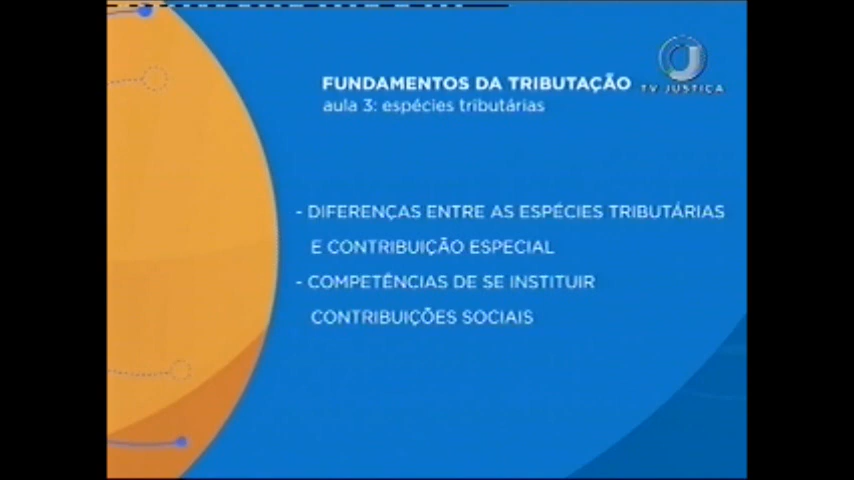 FUNDAMENTOS DA TRIBUTAÇÃO
aula 3: espécies tributárias
TV JUSTIÇA
- DIFERENÇAS ENTRE AS ESPÉCIES TRIBUTÁRIAS
E CONTRIBUIÇÃO ESPECIAL
- COMPETÊNCIAS DE SE INSTITUIR
CONTRIBUIÇÕES SOCIAIS